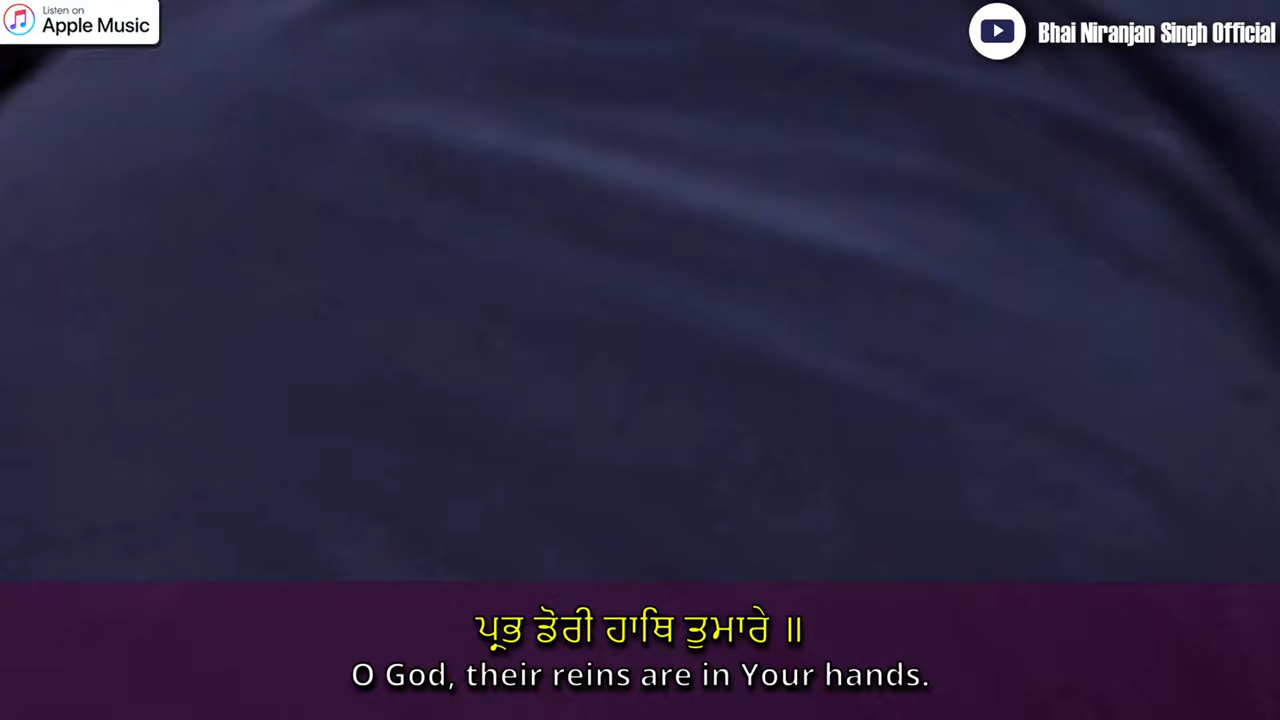 Listen on
Apple Music
Bhai Niranjan Singh Official
ਪ੍ਰਭ ਡੋਰੀ ਹਾਥਿ ਤੁਮਾਰੇ ॥
O God, their reins are in Your hands.